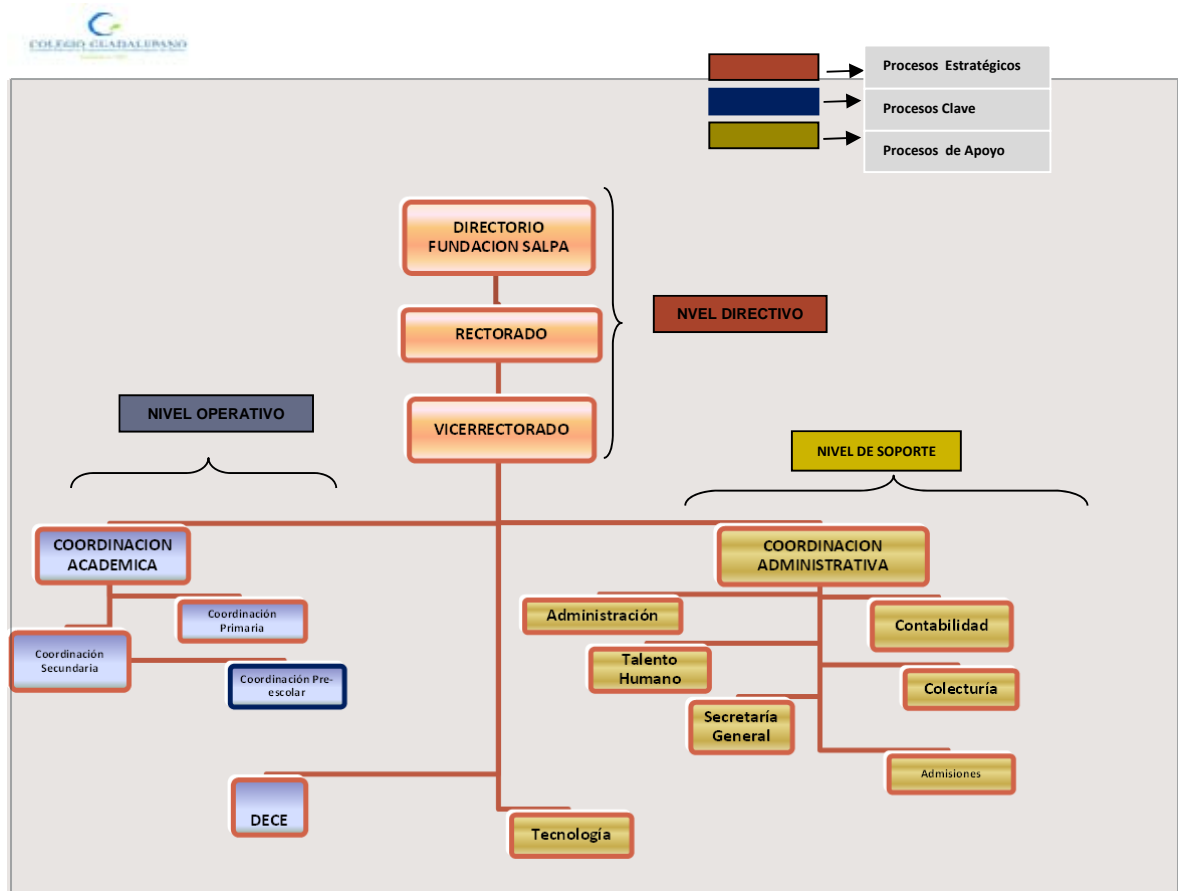 COLEGIO GUADALUPANO
Procesos Estratégicos
Procesos Clave
Procesos de Apoyo
DIRECTORIO
FUNDACION SALPA
NVEL DIRECTIVO
RECTORADO
NIVEL OPERATIVO
VICERRECTORADO
NIVEL DE SOPORTE
COORDINACION
ACADEMICA
COORDINACION
ADMINISTRATIVA
Coordinación
Primaria
Administración
Contabilidad
Coordinación
Secundaria
Talento
Humano
Coordinación Pre-
escolar
Colecturía
Secretaría
General
Admisiones
DECE
Tecnología